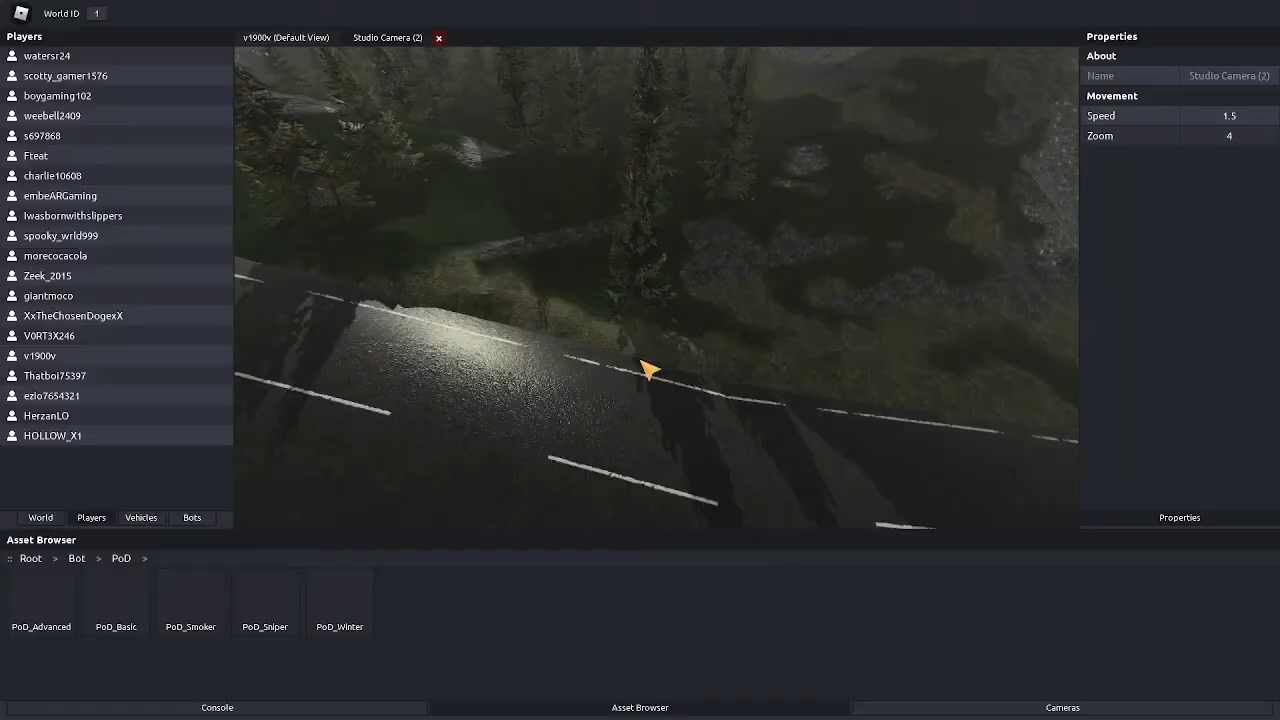 World ID 1
Players
watersr24
scotty_gamer1576
boygaming102
weebell2409
s697868
Fteat
charlie10608
embeARGaming
Iwasbornwithslippers
spooky_wrld999
morecocacola
Zeek_2015
giantmoco
XxTheChosenDogexX
V0RT3X246
v1900v
Thatboi75397
ezio7654321
HerzanLO
HOLLOW_X1
World Players Vehicles Bots
v1900v (Default View) Studio Camera (2) x
Properties
About
Name Studio Camera (2)
Movement
Speed 1.5
Zoom 4
Properties
Asset Browser
:: Root > Bot > PoD >
PoD_Advanced PoD_Basic PoD_Smoker PoD_Sniper PoD_Winter
Console Asset Browser Cameras